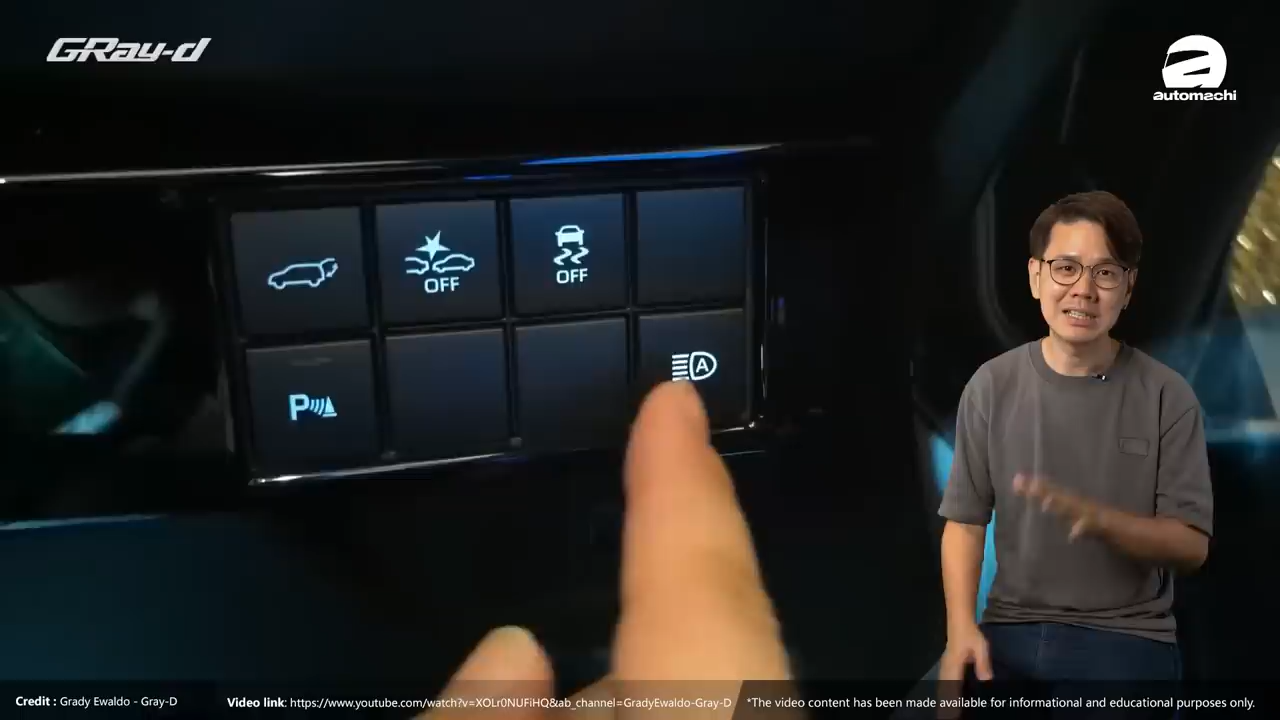 GRay-d
automachi
OFF
OFF
A
P
Credit : Grady Ewaldo - Gray-D
Video link: https://www.youtube.com/watch?v=XOLr0NUFiHQ&ab_channel=GradyEwaldo-Gray-D
*The video content has been made available for informational and educational purposes only.